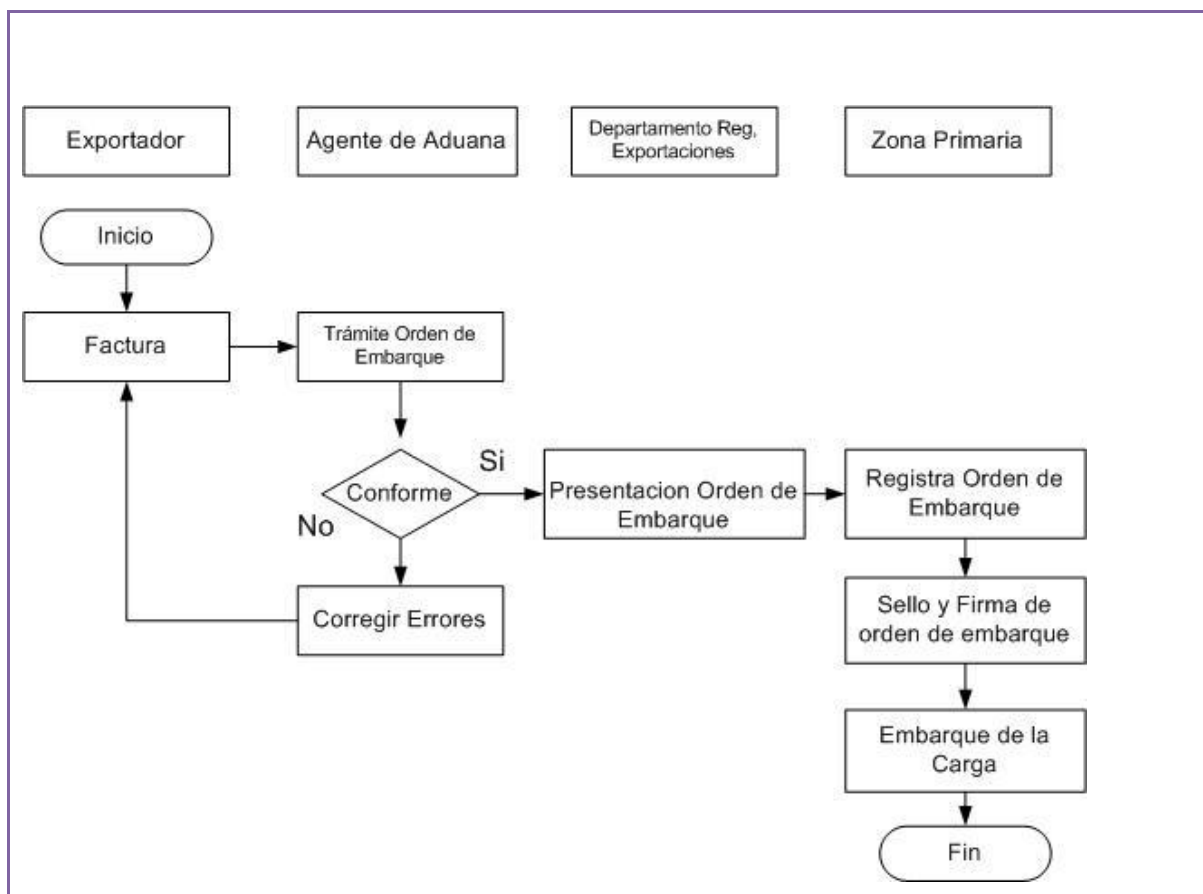 Exportador
Agente de Aduana
Departamento Reg,
Exportaciones
Zona Primaria
Inicio
Factura
Trámite Orden de
Embarque
Conforme
Si
No
Presentacion Orden de
Embarque
Registra Orden de
Embarque
Corregir Errores
Sello y Firma de
orden de embarque
Embarque de la
Carga
Fin